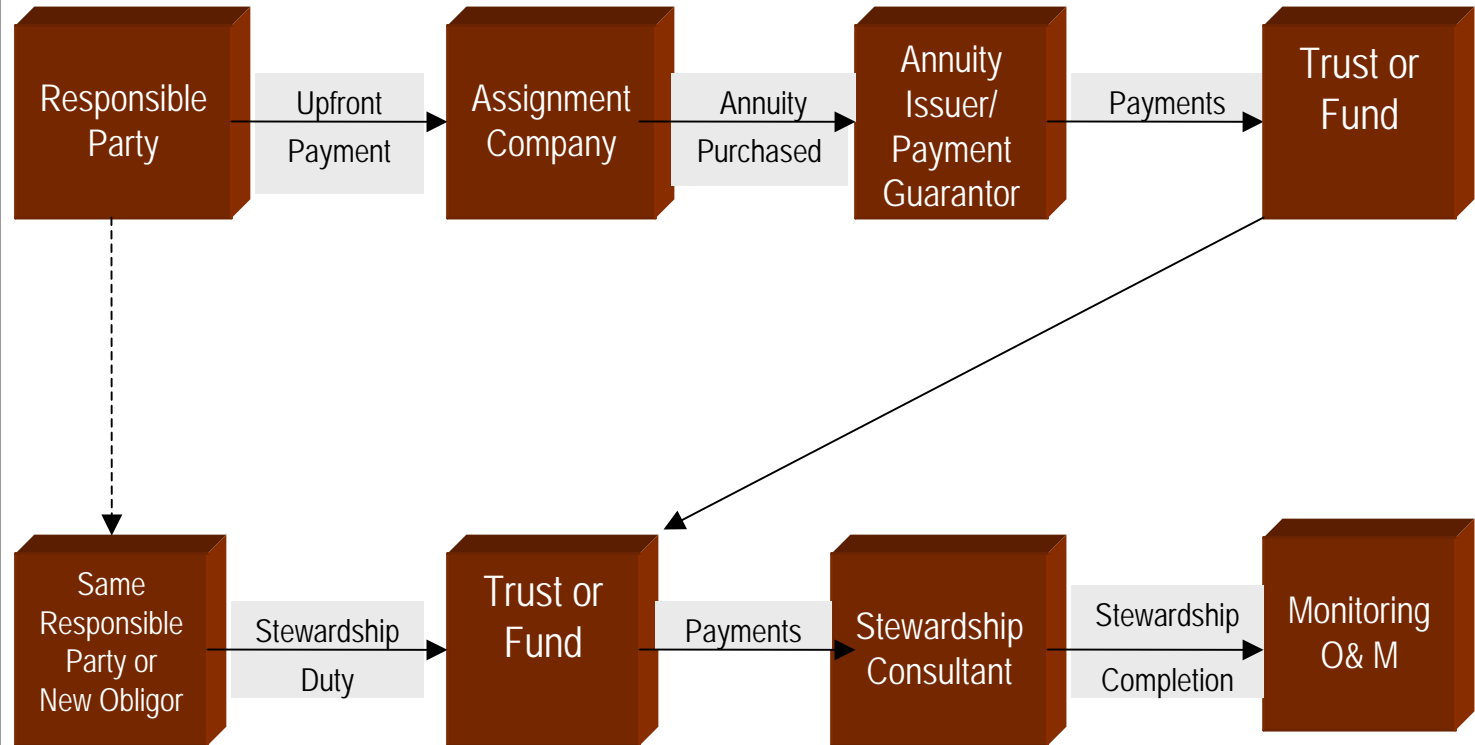 Responsible
Party
Upfront
Payment
Assignment
Company
Annuity
Purchased
Annuity
Issuer/
Payment
Guarantor
Payments
Trust or
Fund
Same
Responsible
Party or
New Obligor
Stewardship
Duty
Trust or
Fund
Payments
Stewardship
Consultant
Stewardship
Completion
Monitoring
O& M